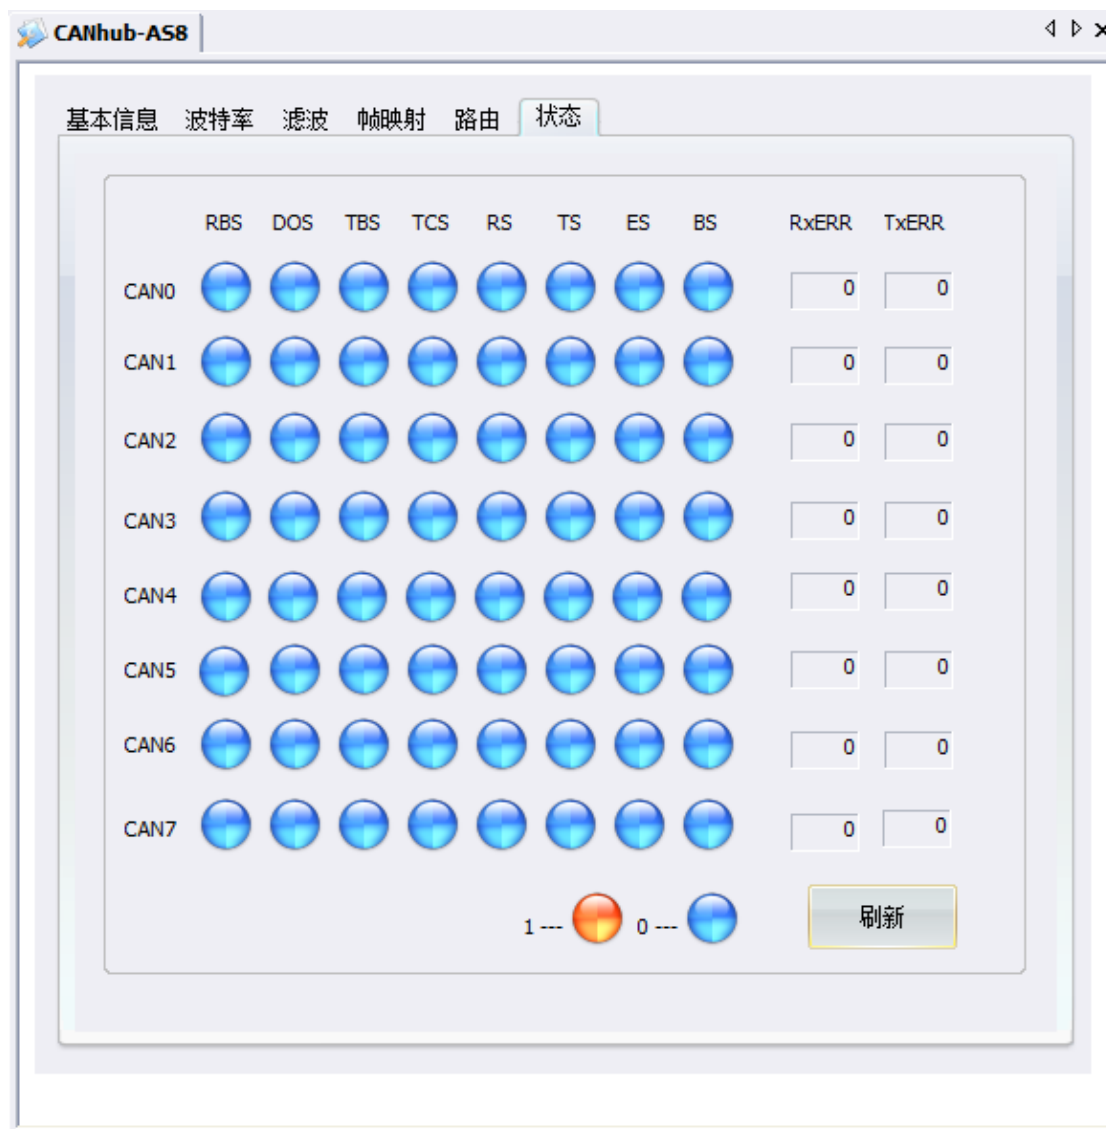 CANhub-AS8
基本信息 波特率 滤波 帧映射 路由 状态
RBS DOS TBS TCS RS TS ES BS RxERR TxERR
CAN0 0 0
CAN1 0 0
CAN2 0 0
CAN3 0 0
CAN4 0 0
CAN5 0 0
CAN6 0 0
CAN7 0 0
1 --- 0 --- 刷新